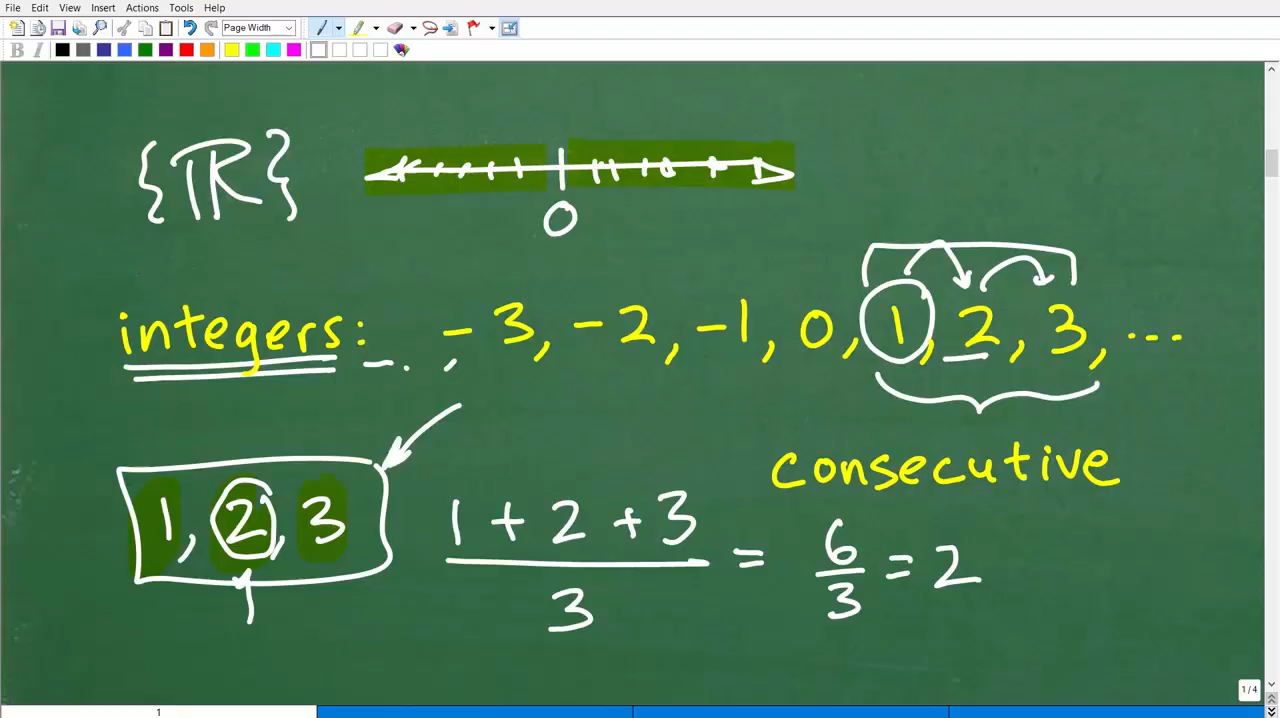 File Edit View Insert Actions Tools Help
Page Width
B I
{ℝ}
0
integers: ..., -3, -2, -1, 0, 1, 2, 3, ...
consecutive
1, 2, 3
1 + 2 + 3
3
= 6/3 = 2
1/4
1